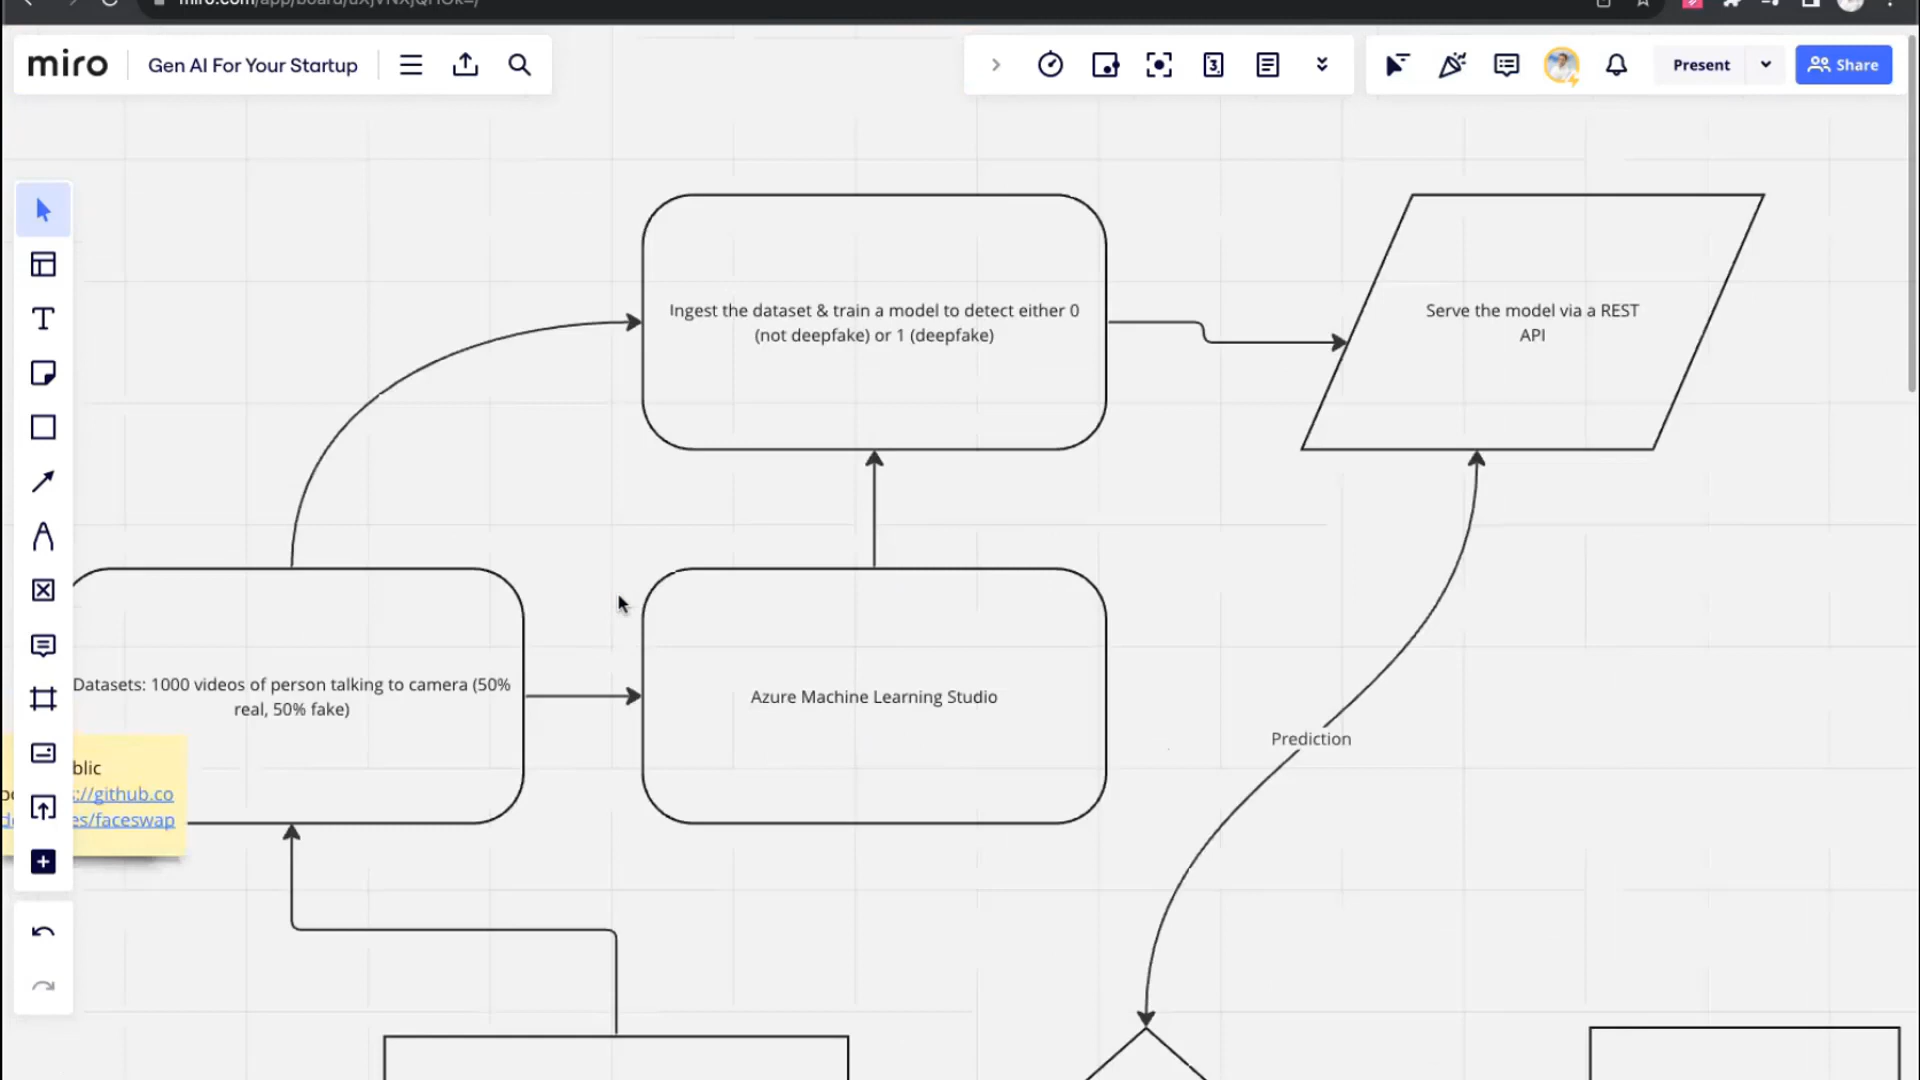 miro
Gen AI For Your Startup
Present
Share
Ingest the dataset & train a model to detect either 0
(not deepfake) or 1 (deepfake)
Serve the model via a REST
API
Datasets: 1000 videos of person talking to camera (50%
real, 50% fake)
Azure Machine Learning Studio
Prediction
blic
://github.co
es/faceswap